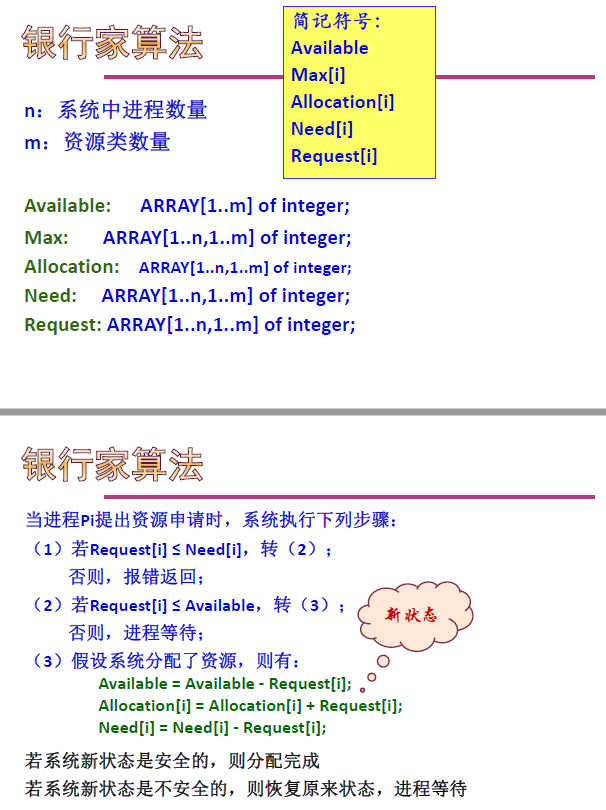 银行家算法
简记符号：
Available
Max[i]
Allocation[i]
Need[i]
Request[i]
n：系统中进程数量
m：资源类数量
Available: ARRAY[1..m] of integer;
Max: ARRAY[1..n,1..m] of integer;
Allocation: ARRAY[1..n,1..m] of integer;
Need: ARRAY[1..n,1..m] of integer;
Request: ARRAY[1..n,1..m] of integer;
银行家算法
当进程Pi提出资源申请时，系统执行下列步骤：
（1）若Request[i] ≤ Need[i]，转（2）；
否则，报错返回；
（2）若Request[i] ≤ Available，转（3）；
否则，进程等待；
新状态
（3）假设系统分配了资源，则有：
Available = Available - Request[i];
Allocation[i] = Allocation[i] + Request[i];
Need[i] = Need[i] - Request[i];
若系统新状态是安全的，则分配完成
若系统新状态是不安全的，则恢复原来状态，进程等待